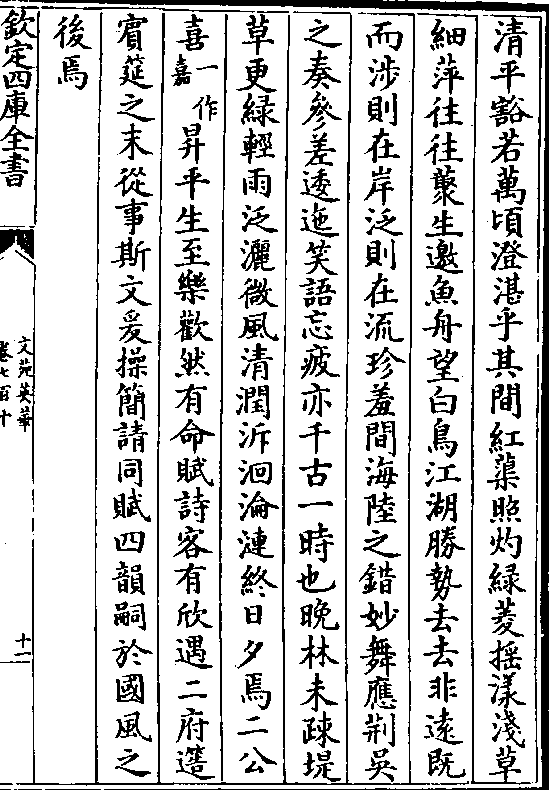 清平豁若萬頃澄湛乎其間紅蕖照灼緑菱揺漾淺草
細萍往往藂生邀魚舟望白鳥江湖勝勢去去非逺既
而涉則在岸泛則在流珍羞間海陸之錯妙舞應荆吳
之奏參差逶迤笑語忘疲亦千古一時也晚林未疎堤
草更緑輕雨泛灑微風清潤泝洄淪漣終日夕焉二公
喜一作嘉昇平生至樂歡然有命賦詩客有欣遇二府簉
賔筵之末從事斯文爰操簡請同賦四韻嗣於國風之
後焉
欽定四庫全書
文苑英華
卷七百十
十二